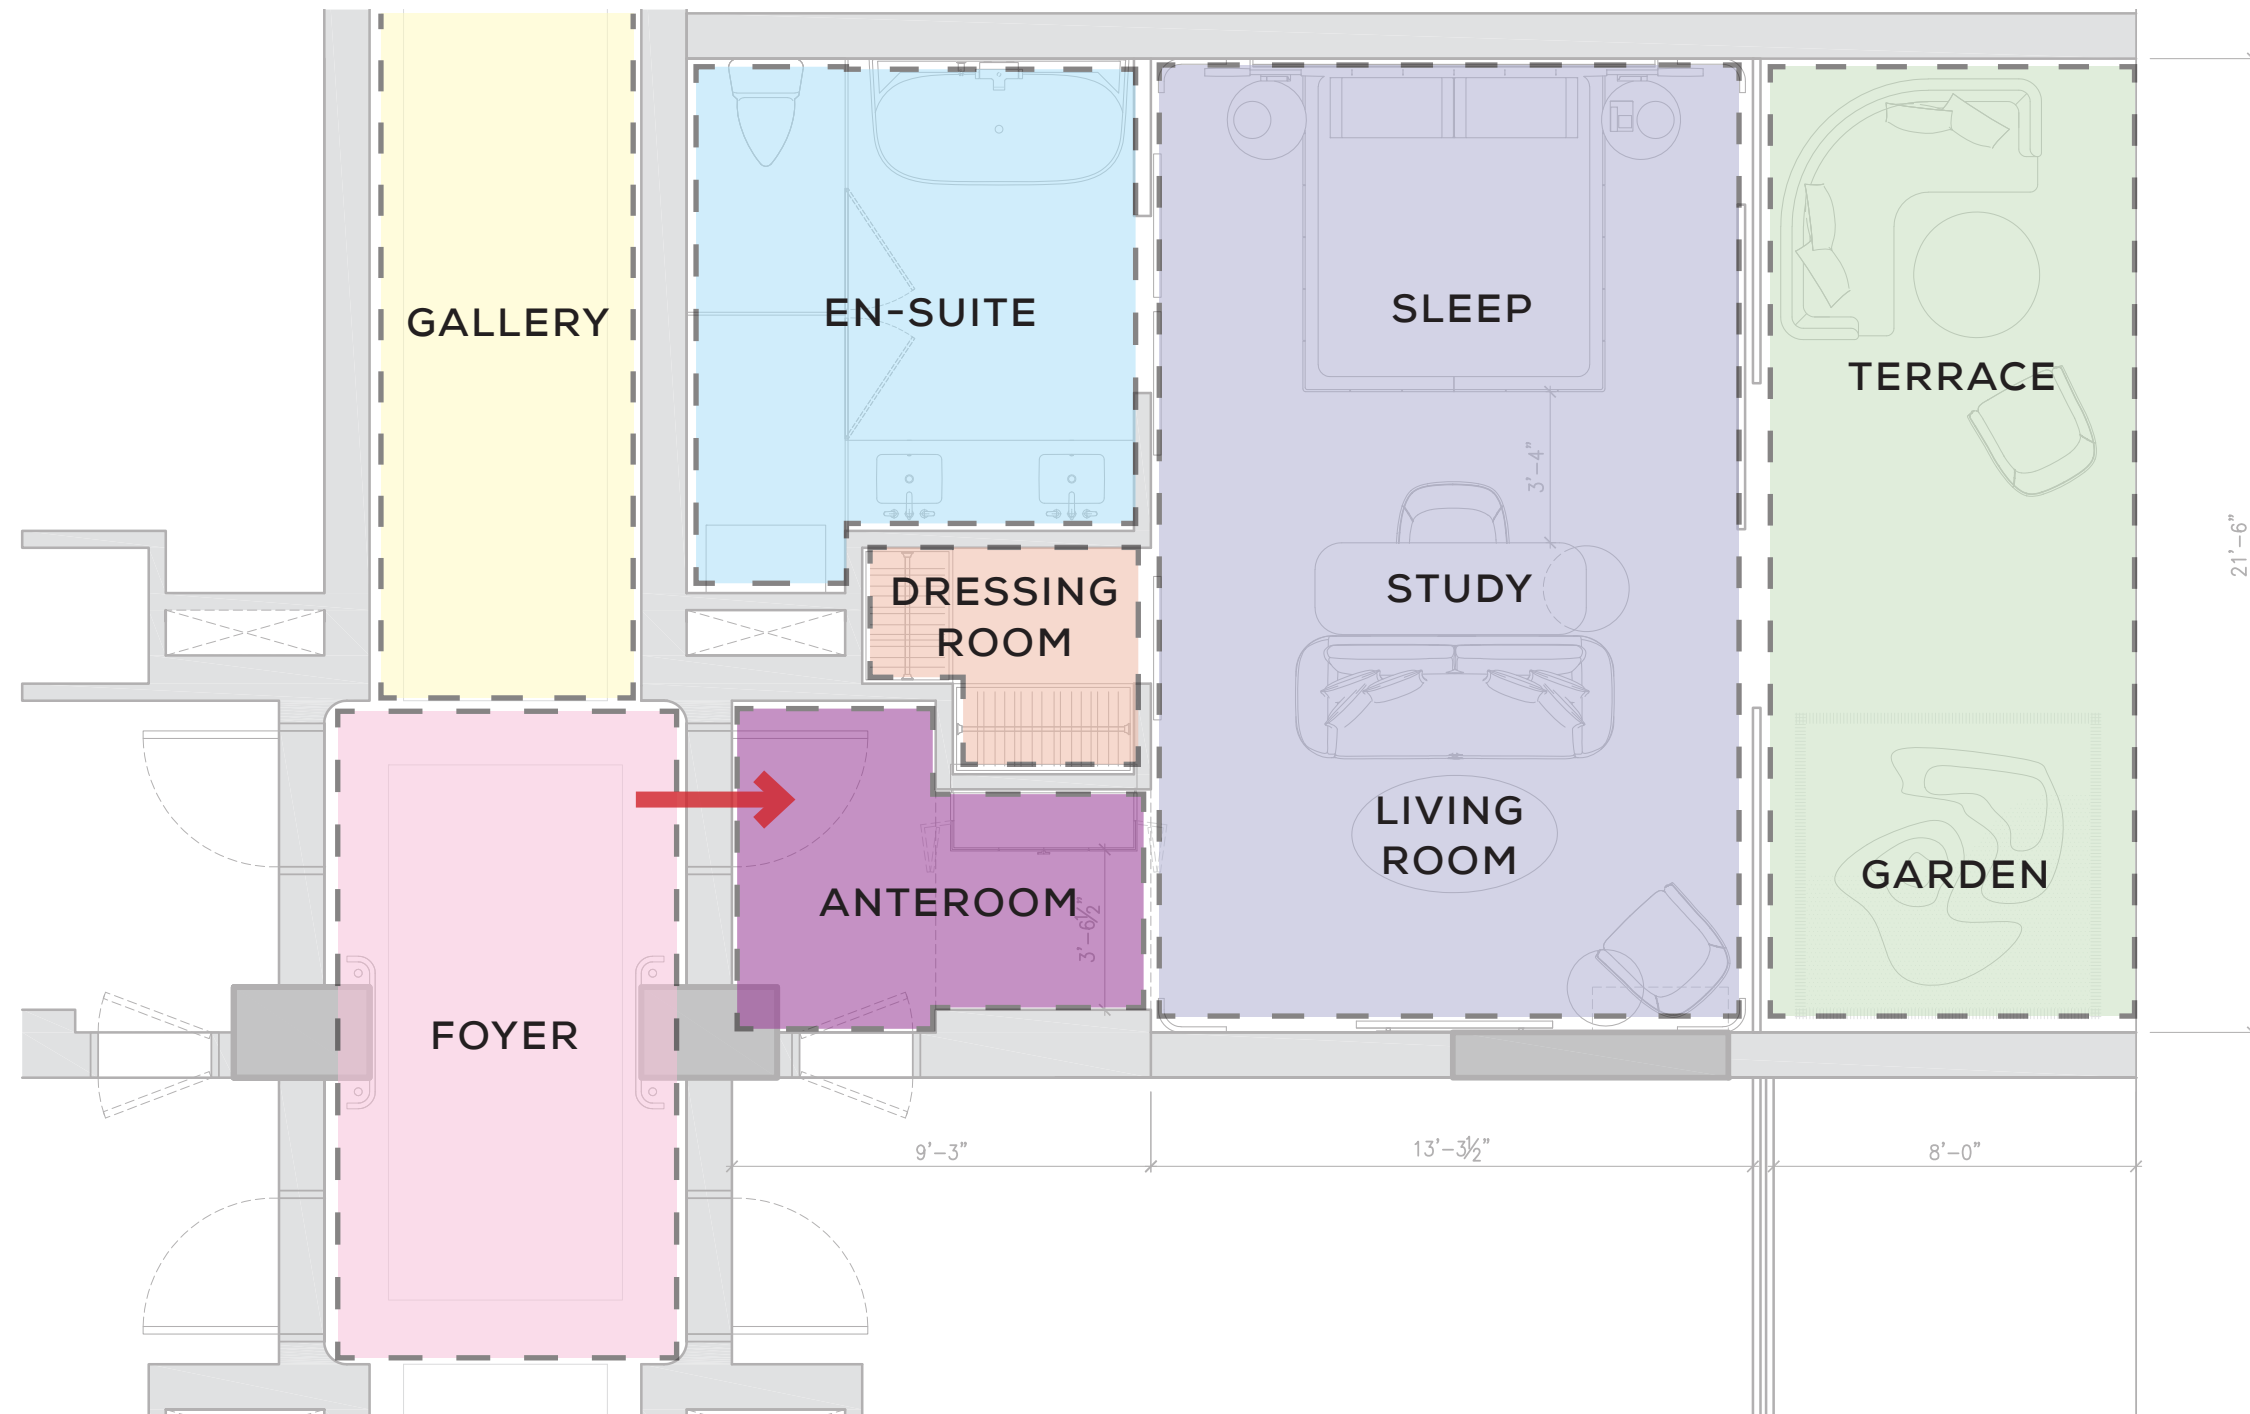 GALLERY
EN-SUITE
SLEEP
TERRACE
3'-4"
21'-6"
DRESSING
ROOM
STUDY
LIVING
ROOM
GARDEN
ANTEROOM
3'-6½"
FOYER
9'-3"
13'-3½"
8'-0"